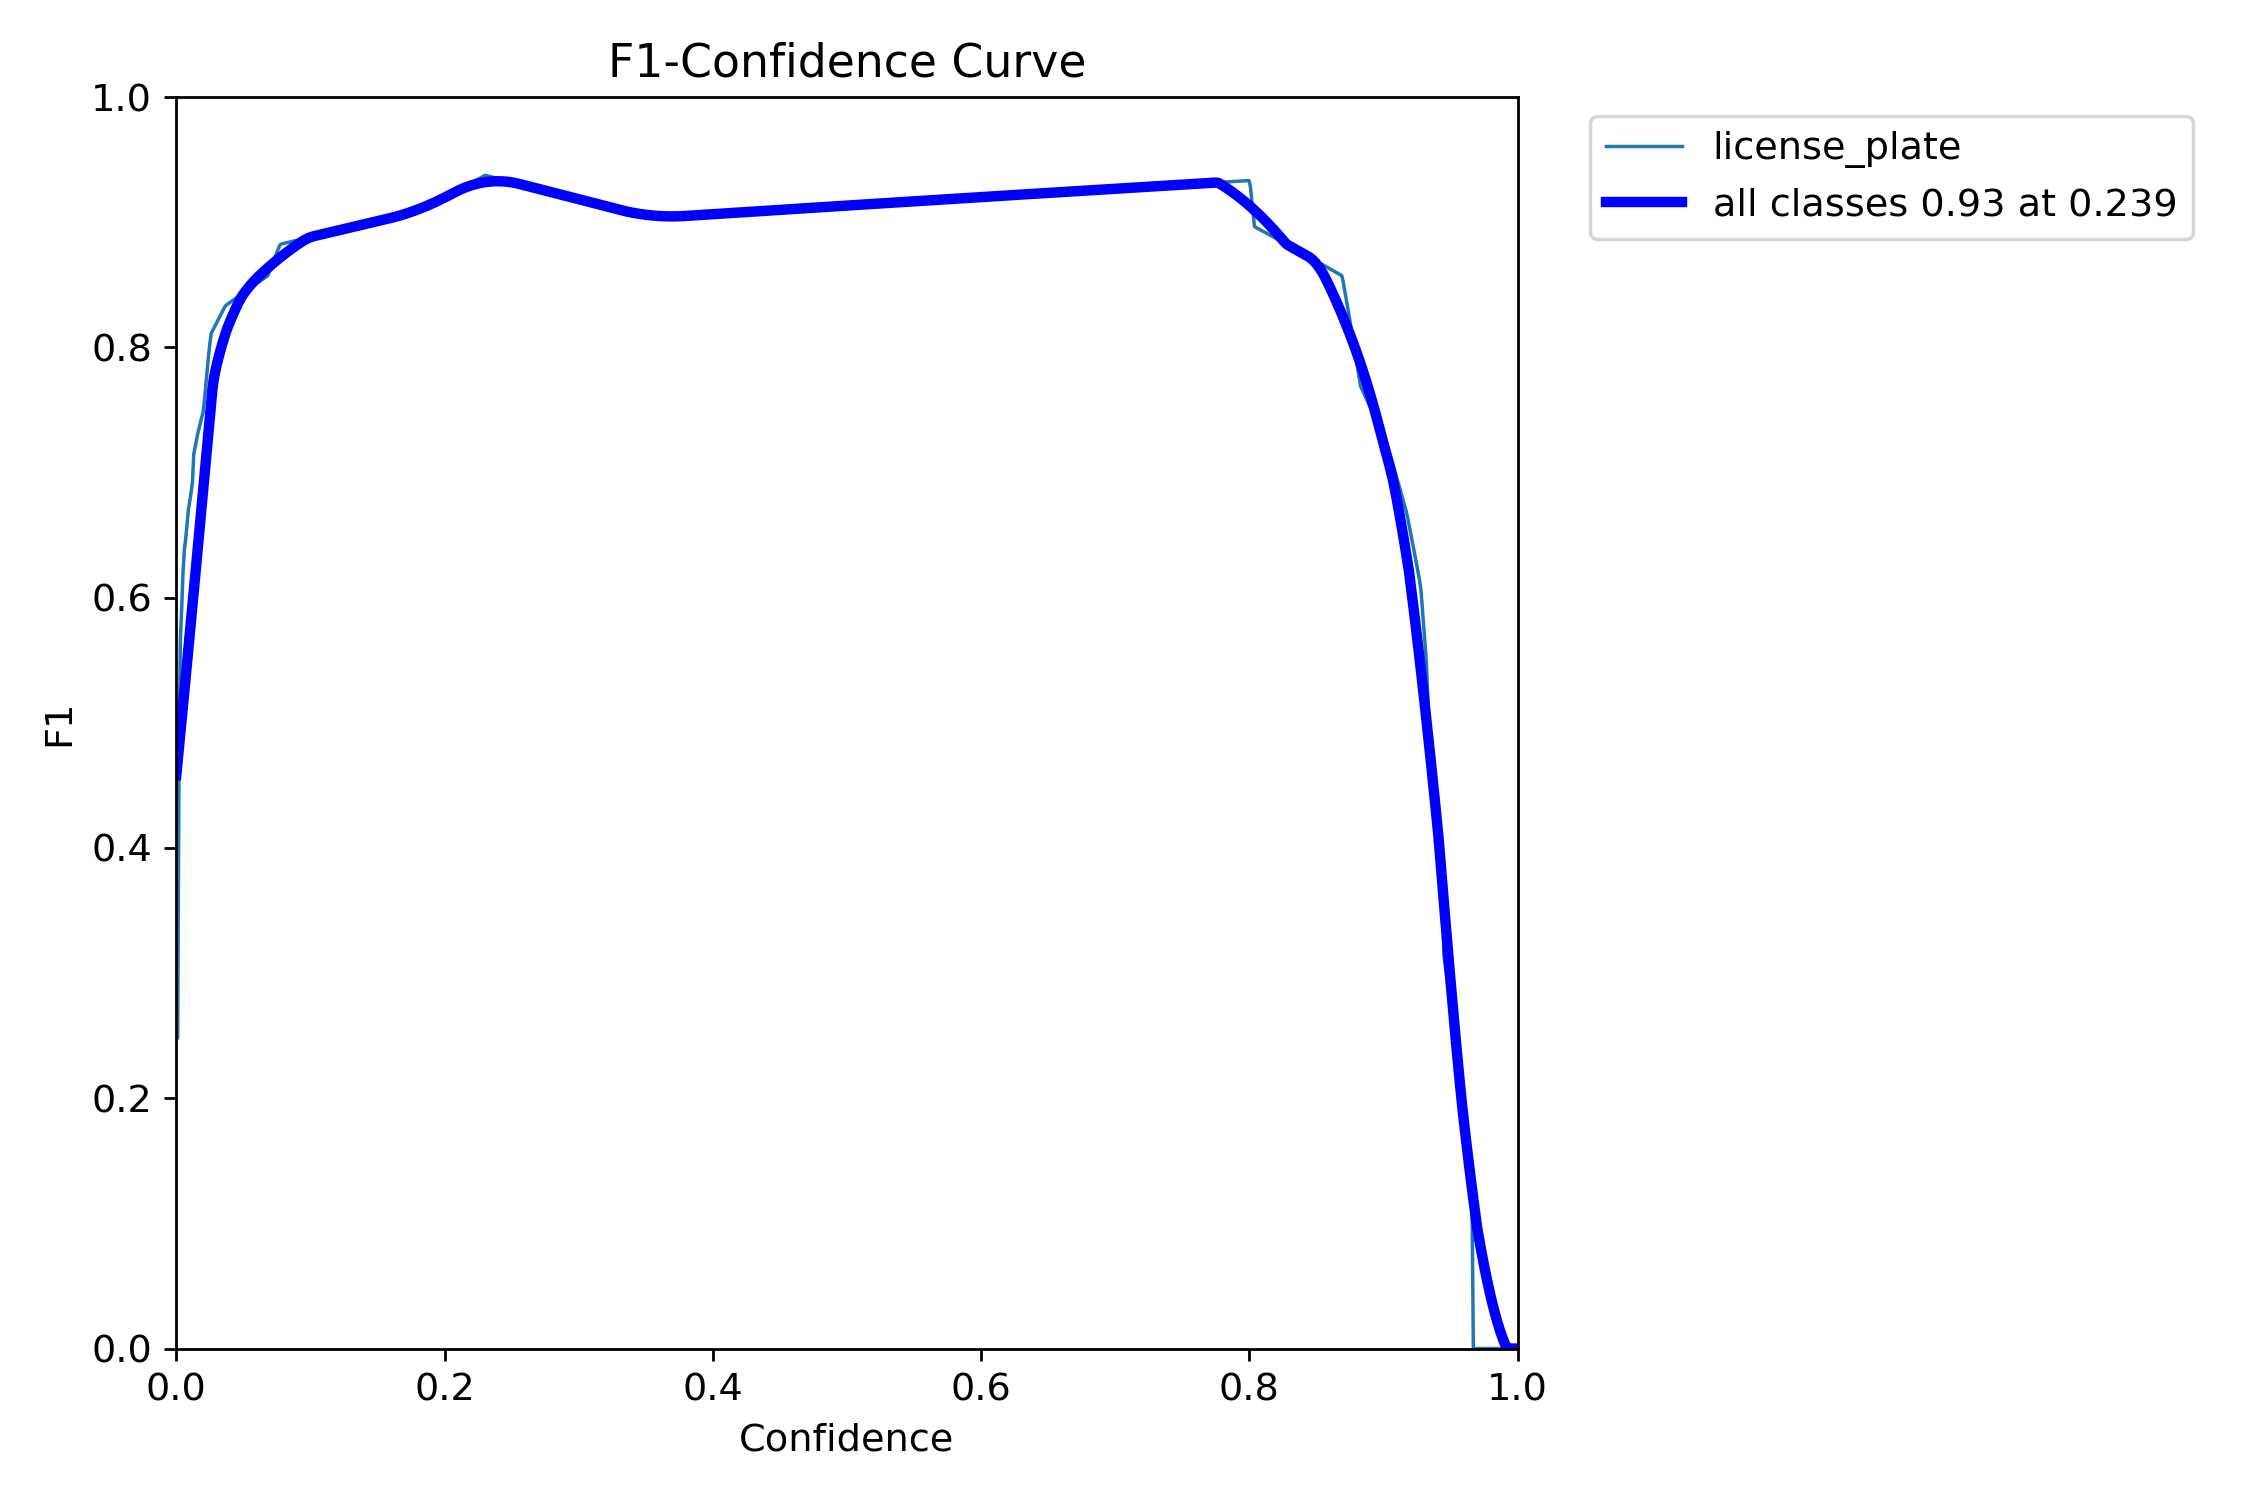 F1-Confidence Curve
license_plate
all classes 0.93 at 0.239
F1
1.0
0.8
0.6
0.4
0.2
0.0
0.0 0.2 0.4 0.6 0.8 1.0
Confidence